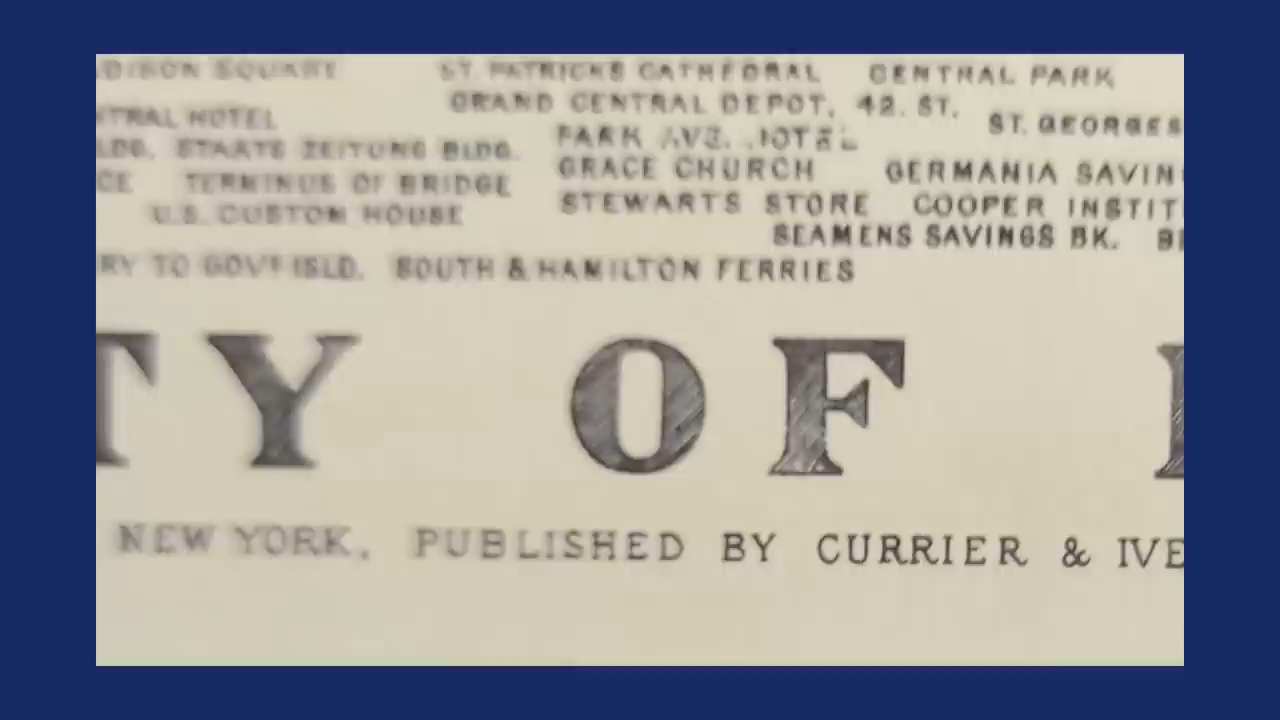 DISON SQUARE ST. PATRICKS CATHEDRAL CENTRAL PARK
GRAND CENTRAL DEPOT, 42. ST.
NTRAL HOTEL PARK AVE. HOTEL ST. GEORGES
LDG. STAATS ZEITUNG BLDG. GRACE CHURCH GERMANIA SAVIN
CE TERMINUS OF BRIDGE STEWARTS STORE COOPER INSTIT
U.S. CUSTOM HOUSE SEAMENS SAVINGS BK.
RY TO GOVT ISLD. SOUTH & HAMILTON FERRIES
TY OF
NEW YORK, PUBLISHED BY CURRIER & IVE